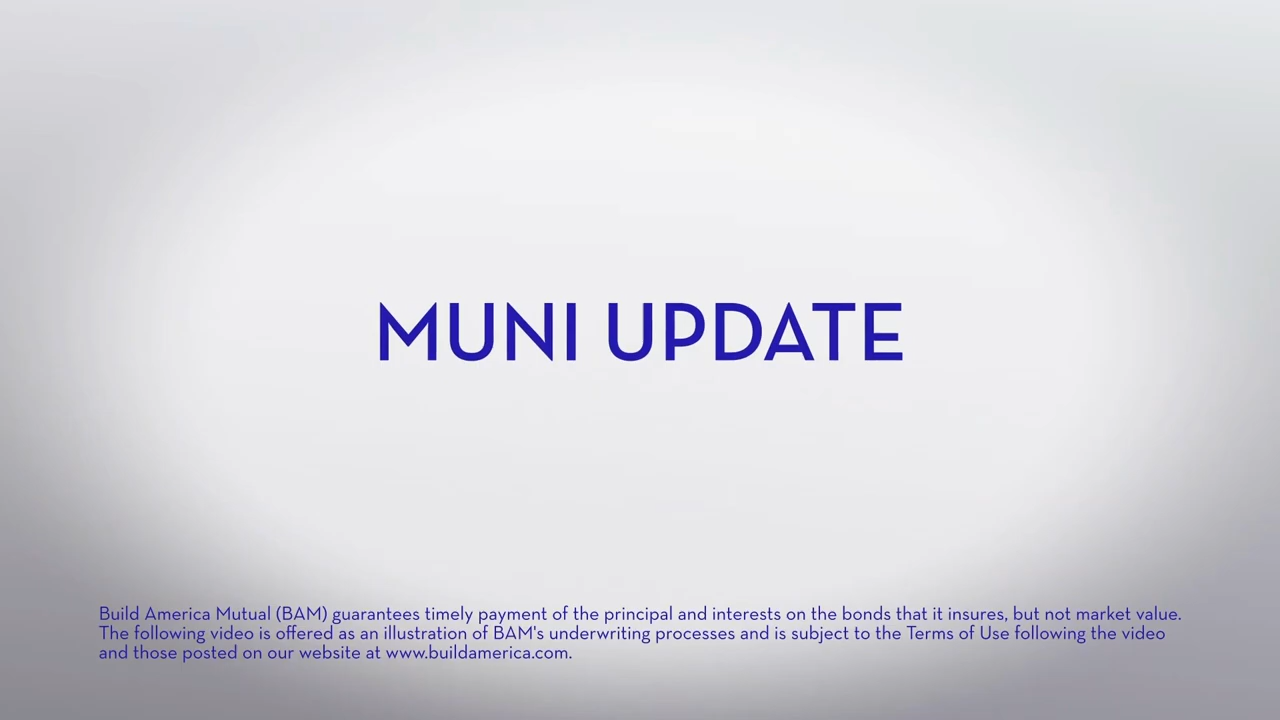 MUNI UPDATE
Build America Mutual (BAM) guarantees timely payment of the principal and interests on the bonds that it insures, but not market value.
The following video is offered as an illustration of BAM's underwriting processes and is subject to the Terms of Use following the video
and those posted on our website at www.buildamerica.com.